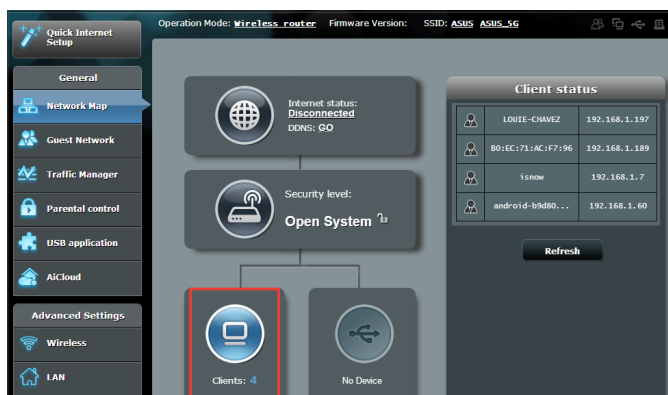 Operation Mode: Wireless router Firmware Version: SSID: ASUS ASUS_5G
Quick Internet
Setup
General
Network Map
Guest Network
Traffic Manager
Parental control
USB application
AiCloud
Advanced Settings
Wireless
LAN
Internet status:
Disconnected
DDNS: GO
Security level:
Open System
Clients: 4
No Device
Client status
LOUIE-CHAVEZ 192.168.1.197
80:EC:71:AC:F7:96 192.168.1.189
isnow 192.168.1.7
android-b9d80... 192.168.1.60
Refresh